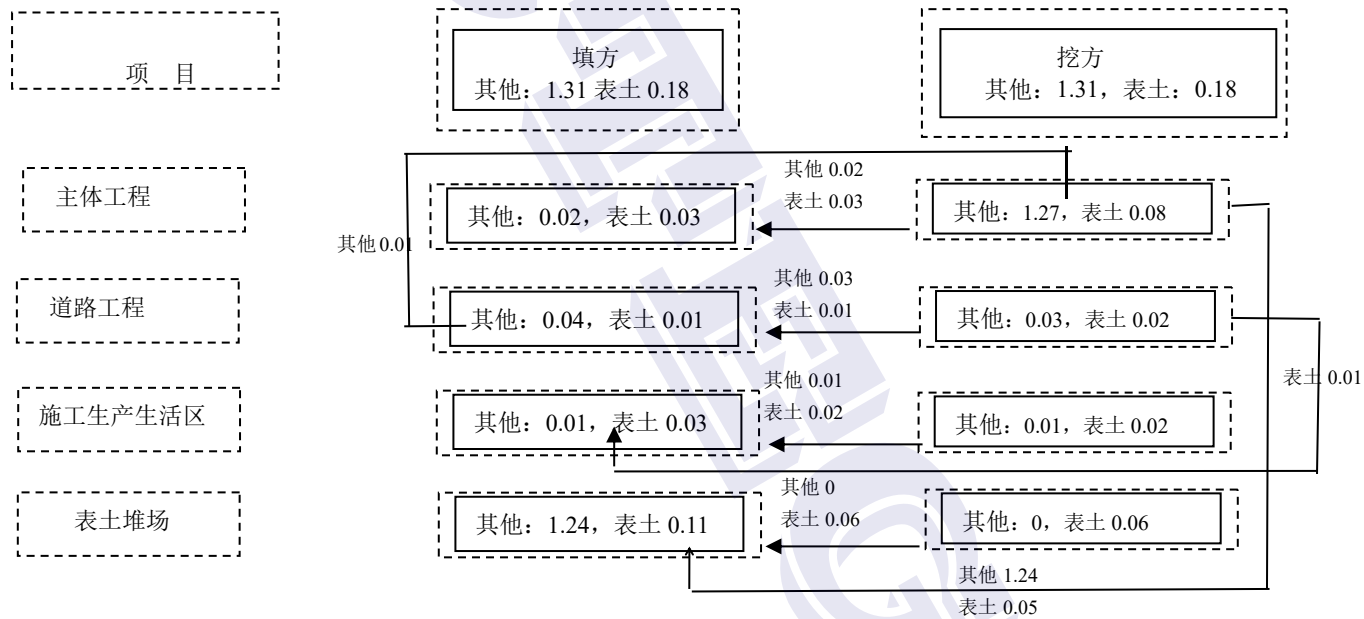 项 目
填方
其他：1.31 表土 0.18
挖方
其他：1.31，表土：0.18
主体工程
其他：0.02，表土 0.03
其他 0.02
表土 0.03
其他：1.27，表土 0.08
其他 0.01
道路工程
其他：0.04，表土 0.01
其他 0.03
表土 0.01
其他：0.03，表土 0.02
表土 0.01
施工生产生活区
其他：0.01，表土 0.03
其他 0.01
表土 0.02
其他：0.01，表土 0.02
表土堆场
其他：1.24，表土 0.11
其他 0
表土 0.06
其他：0，表土 0.06
其他 1.24
表土 0.05